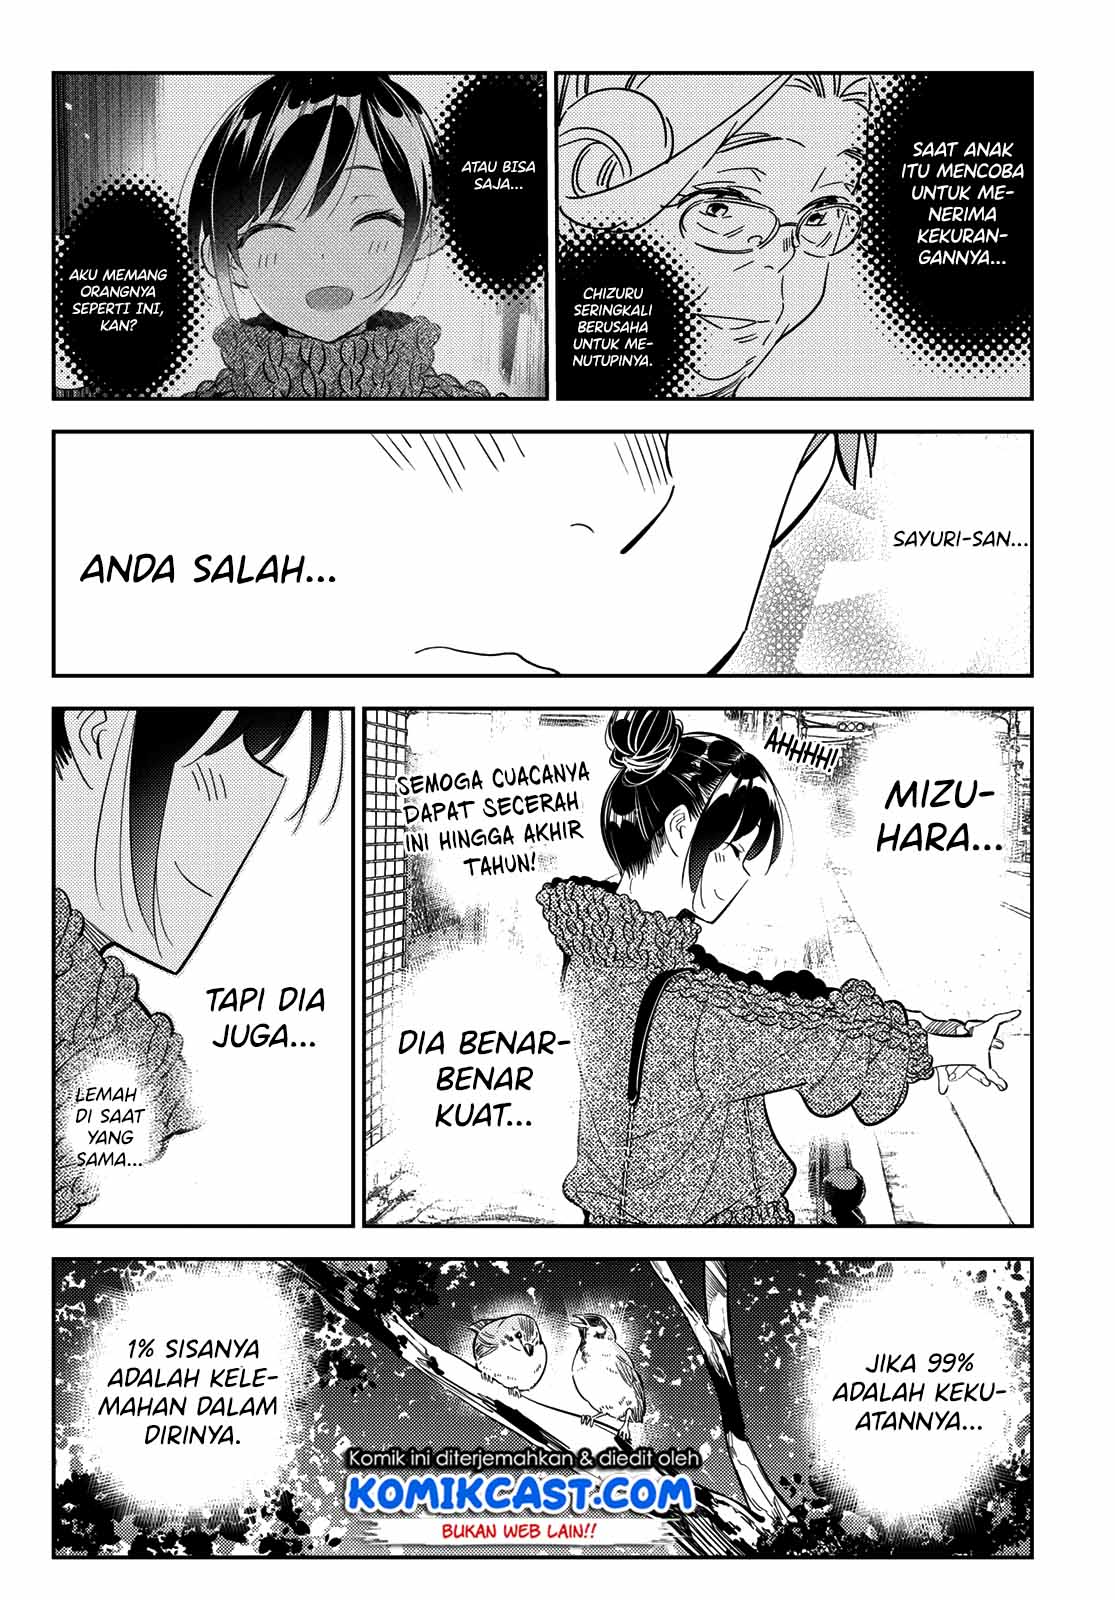 SAAT ANAK
ITU MENCOBA
UNTUK ME-
NERIMA
KEKURAN-
GANNYA...
CHIZURU
SERINGKALI
BERUSAHA
UNTUK ME-
NUTUPINYA.
ATAU BISA
SAJA...
AKU MEMANG
ORANGNYA
SEPERTI INI,
KAN?
SAYURI-SAN...
ANDA SALAH...
MIZU-
HARA...
AHHHH!
SEMOGA CUACANYA
DAPAT SECERAH
INI HINGGA AKHIR
TAHUN!
DIA BENAR-
BENAR
KUAT...
TAPI DIA
JUGA...
LEMAH
DI SAAT
YANG
SAMA...
JIKA 99%
ADALAH KEKU-
ATANNYA...
1% SISANYA
ADALAH KELE-
MAHAN DALAM
DIRINYA.
Komik ini diterjemahkan & diedit oleh
KOMIKCAST.COM
BUKAN WEB LAIN!!